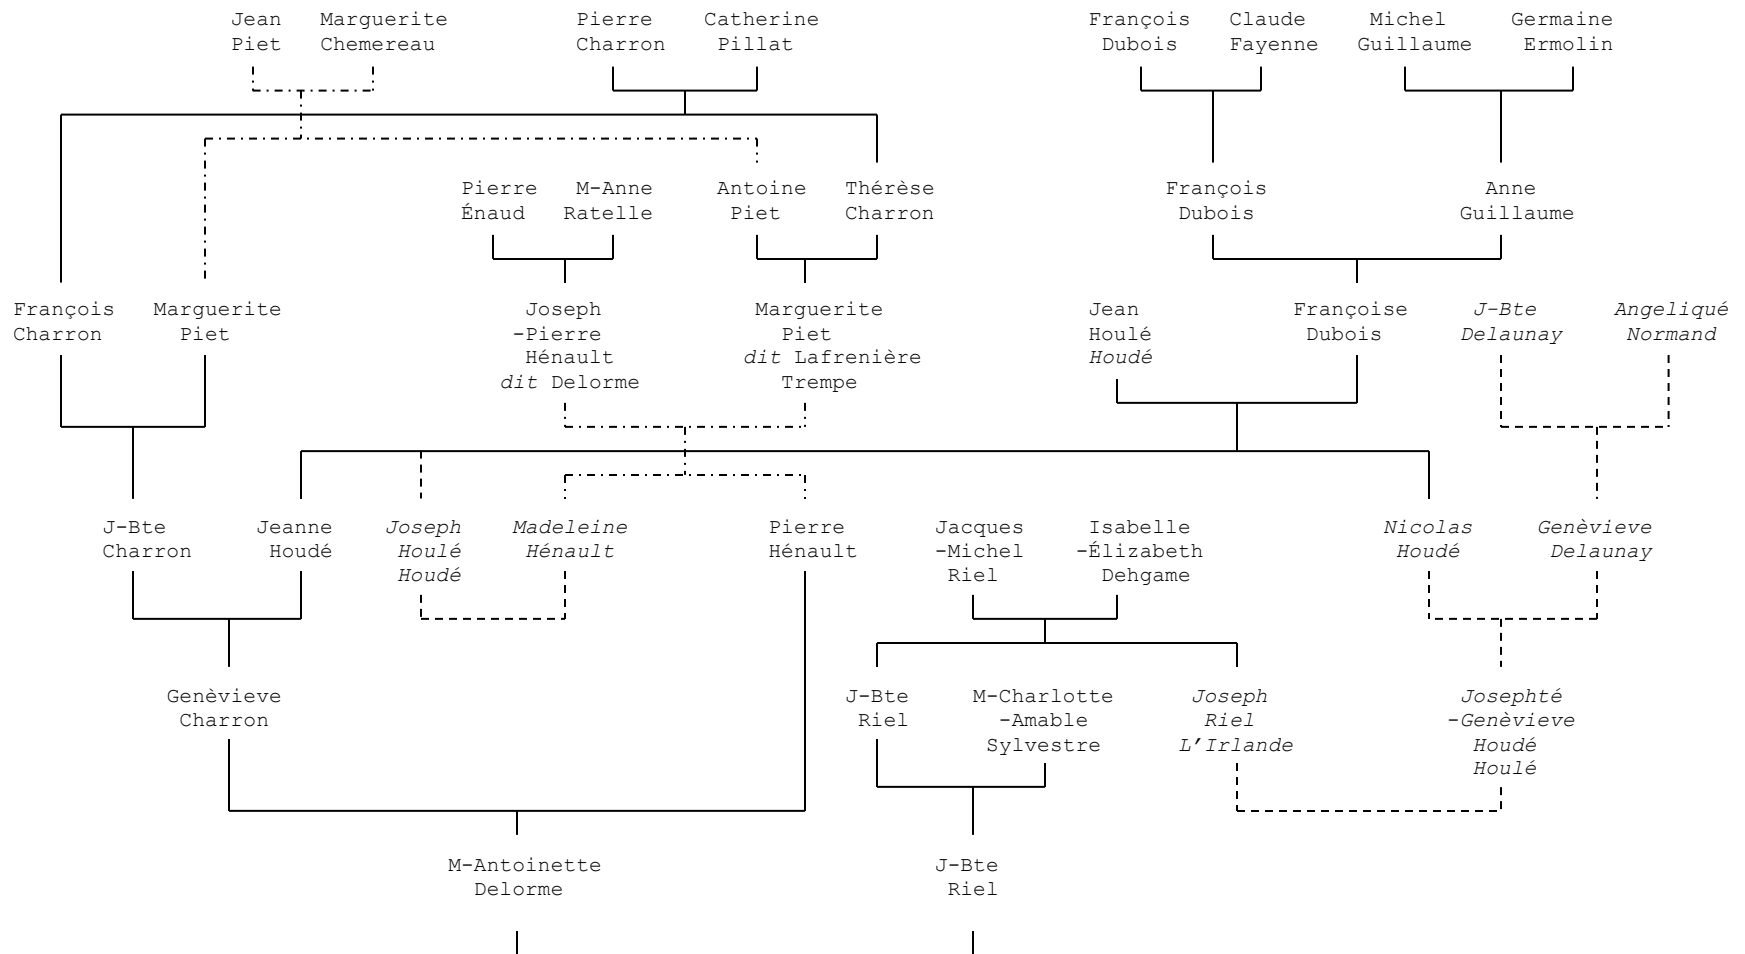 Jean Marguerite Pierre Catherine François Claude Michel Germaine
Piet Chemereau Charron Pillat Dubois Fayenne Guillaume Ermolin
Pierre M-Anne Antoine Thérèse François Anne
Énaud Ratelle Piet Charron Dubois Guillaume
François Marguerite Joseph Marguerite Jean Françoise J-Bte Angeliqué
Charron Piet -Pierre Piet Houlé Dubois Delaunay Normand
Hénault dit Lafrenière Houdé
dit Delorme Trempe
J-Bte Jeanne Joseph Madeleine Pierre Jacques Isabelle Nicolas Genèvieve
Charron Houdé Houlé Hénault Hénault -Michel -Élizabeth Houdé Delaunay
Houdé Riel Dehgame
Genèvieve J-Bte M-Charlotte Joseph Josephté
Charron Riel -Amable Riel -Genèvieve
Sylvestre L'Irlande Houdé
Houlé
M-Antoinette J-Bte
Delorme Riel